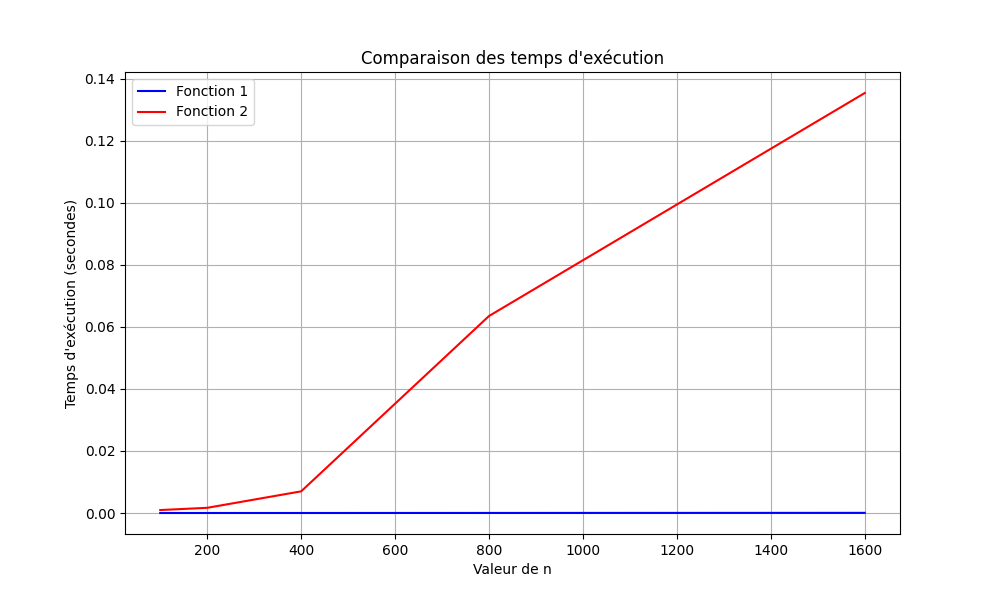 Comparaison des temps d'exécution
Fonction 1
Fonction 2
Temps d'exécution (secondes)
0.14
0.12
0.10
0.08
0.06
0.04
0.02
0.00
200 400 600 800 1000 1200 1400 1600
Valeur de n